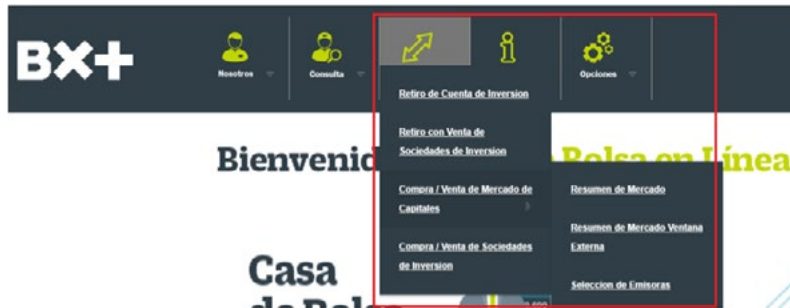 BX+
Nosotros
Consulta
Opciones
Retiro de Cuenta de Inversion
Retiro con Venta de
Sociedades de Inversion
Bienvenid
Bolsa en Línea
Compra / Venta de Mercado de
Capitales
Resumen de Mercado
Resumen de Mercado Ventana
Externa
Compra / Venta de Sociedades
de Inversion
Seleccion de Emisoras
Casa
de Bolsa